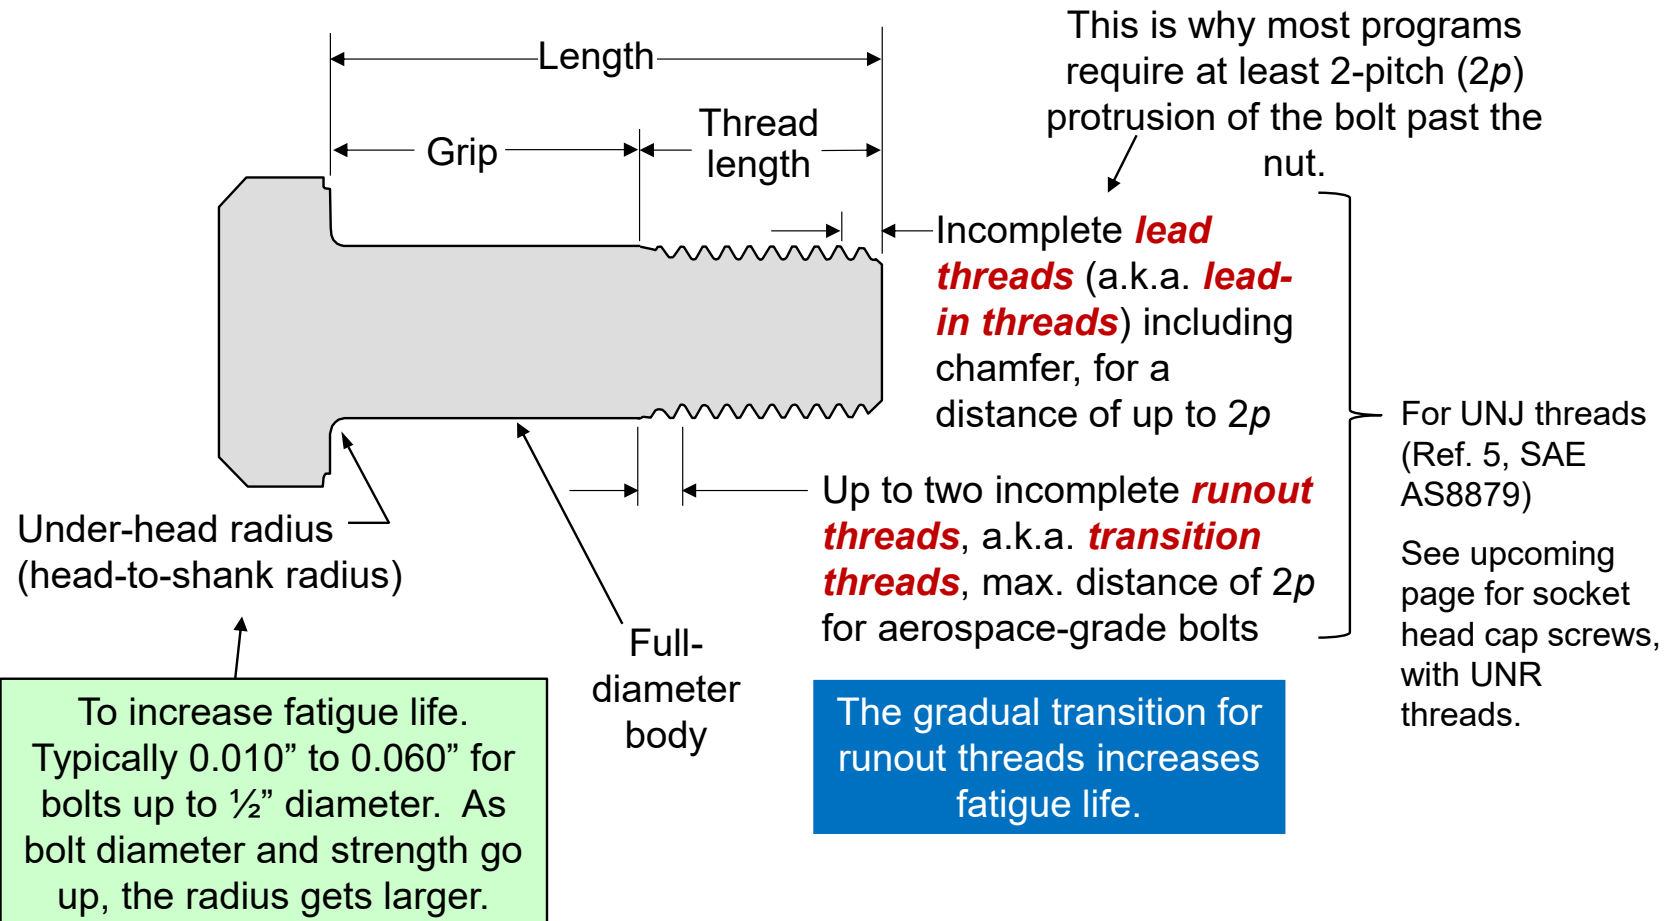 Length
Grip
Thread
length
This is why most programs
require at least 2-pitch (2p)
protrusion of the bolt past the
nut.
Incomplete lead
threads (a.k.a. lead-
in threads) including
chamfer, for a
distance of up to 2p
Up to two incomplete runout
threads, a.k.a. transition
threads, max. distance of 2p
for aerospace-grade bolts
For UNJ threads
(Ref. 5, SAE
AS8879)
See upcoming
page for socket
head cap screws,
with UNR
threads.
Under-head radius
(head-to-shank radius)
Full-
diameter
body
To increase fatigue life.
Typically 0.010” to 0.060” for
bolts up to ½” diameter.  As
bolt diameter and strength go
up, the radius gets larger.
The gradual transition for
runout threads increases
fatigue life.